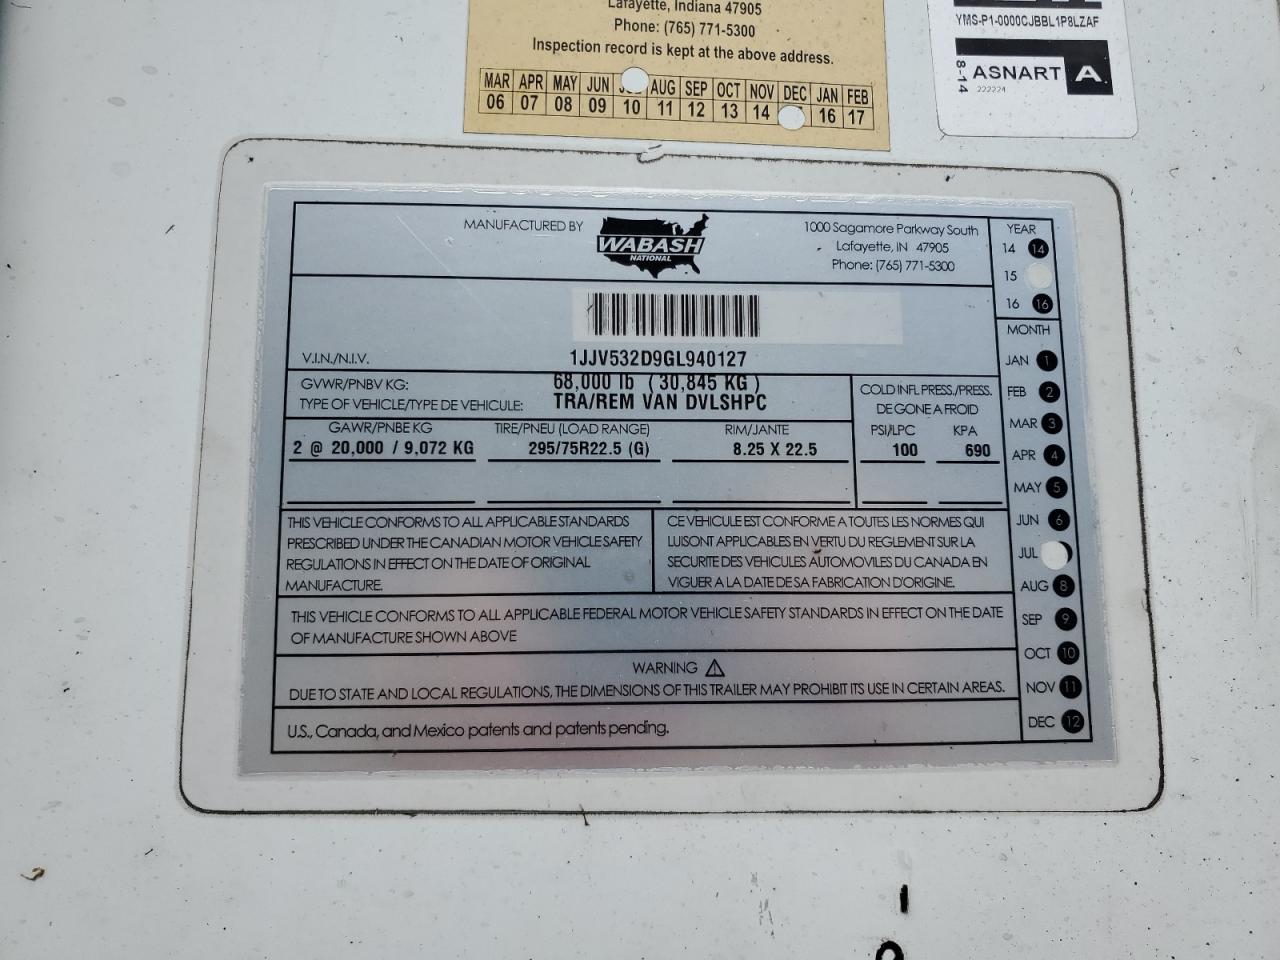 Lafayette, Indiana 47905
Phone: (765) 771-5300
Inspection record is kept at the above address.
MAR APR MAY JUN AUG SEP OCT NOV DEC JAN FEB
06 07 08 09 10 11 12 13 14 16 17
YMS-P1-0000CJBBL1P8LZAF
8-14
ASNART A
222224
MANUFACTURED BY
WABASH
NATIONAL
1000 Sagamore Parkway South
Lafayette, IN 47905
Phone: (765) 771-5300
V.I.N./N.I.V.
1JJV532D9GL940127
GVWR/PNBV KG:
68,000 lb (30,845 KG)
TYPE OF VEHICLE/TYPE DE VEHICULE:
TRA/REM VAN DVLSHPC
COLD INFL. PRESS./PRESS.
DE GONE A FROID
GAWR/PNBE KG
TIRE/PNEU (LOAD RANGE)
RIM/JANTE
PSI/LPC
KPA
2 @ 20,000 / 9,072 KG
295/75R22.5 (G)
8.25 X 22.5
100
690
THIS VEHICLE CONFORMS TO ALL APPLICABLE STANDARDS
PRESCRIBED UNDER THE CANADIAN MOTOR VEHICLE SAFETY
REGULATIONS IN EFFECT ON THE DATE OF ORIGINAL
MANUFACTURE.
CE VEHICULE EST CONFORME A TOUTES LES NORMES QUI
LUI SONT APPLICABLES EN VERTU DU REGLEMENT SUR LA
SECURITE DES VEHICULES AUTOMOVILES DU CANADA EN
VIGUER A LA DATE DE SA FABRICATION D'ORIGINE.
THIS VEHICLE CONFORMS TO ALL APPLICABLE FEDERAL MOTOR VEHICLE SAFETY STANDARDS IN EFFECT ON THE DATE
OF MANUFACTURE SHOWN ABOVE
WARNING
DUE TO STATE AND LOCAL REGULATIONS, THE DIMENSIONS OF THIS TRAILER MAY PROHIBIT ITS USE IN CERTAIN AREAS.
U.S., Canada, and Mexico patents and patents pending.
YEAR
14 14
15
16 16
MONTH
JAN 1
FEB 2
MAR 3
APR 4
MAY 5
JUN 6
JUL
AUG 8
SEP 9
OCT 10
NOV 11
DEC 12